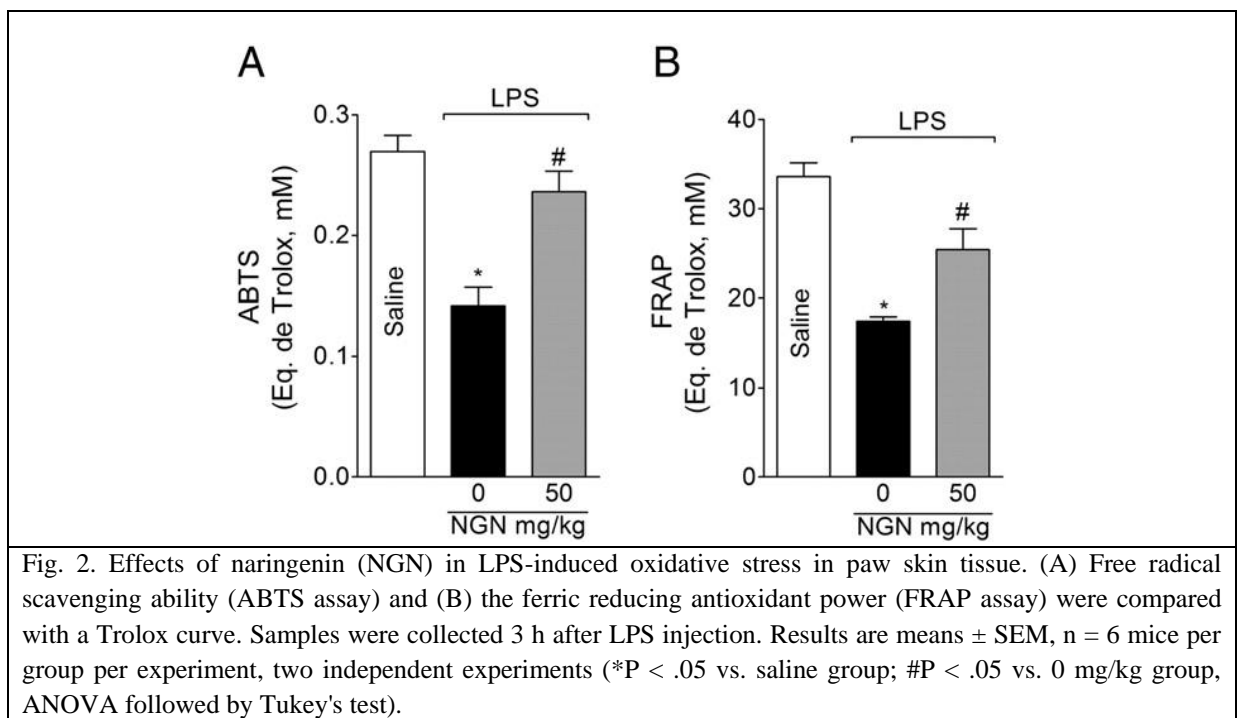 A
LPS
0.3
0.2
0.1
0.0
ABTS
(Eq. de Trolox, mM)
Saline
*
#
0
50
NGN mg/kg
B
LPS
40
30
20
10
0
FRAP
(Eq. de Trolox, mM)
Saline
*
#
0
50
NGN mg/kg
Fig. 2. Effects of naringenin (NGN) in LPS-induced oxidative stress in paw skin tissue. (A) Free radical
scavenging ability (ABTS assay) and (B) the ferric reducing antioxidant power (FRAP assay) were compared
with a Trolox curve. Samples were collected 3 h after LPS injection. Results are means ± SEM, n = 6 mice per
group per experiment, two independent experiments (*P < .05 vs. saline group; #P < .05 vs. 0 mg/kg group,
ANOVA followed by Tukey's test).